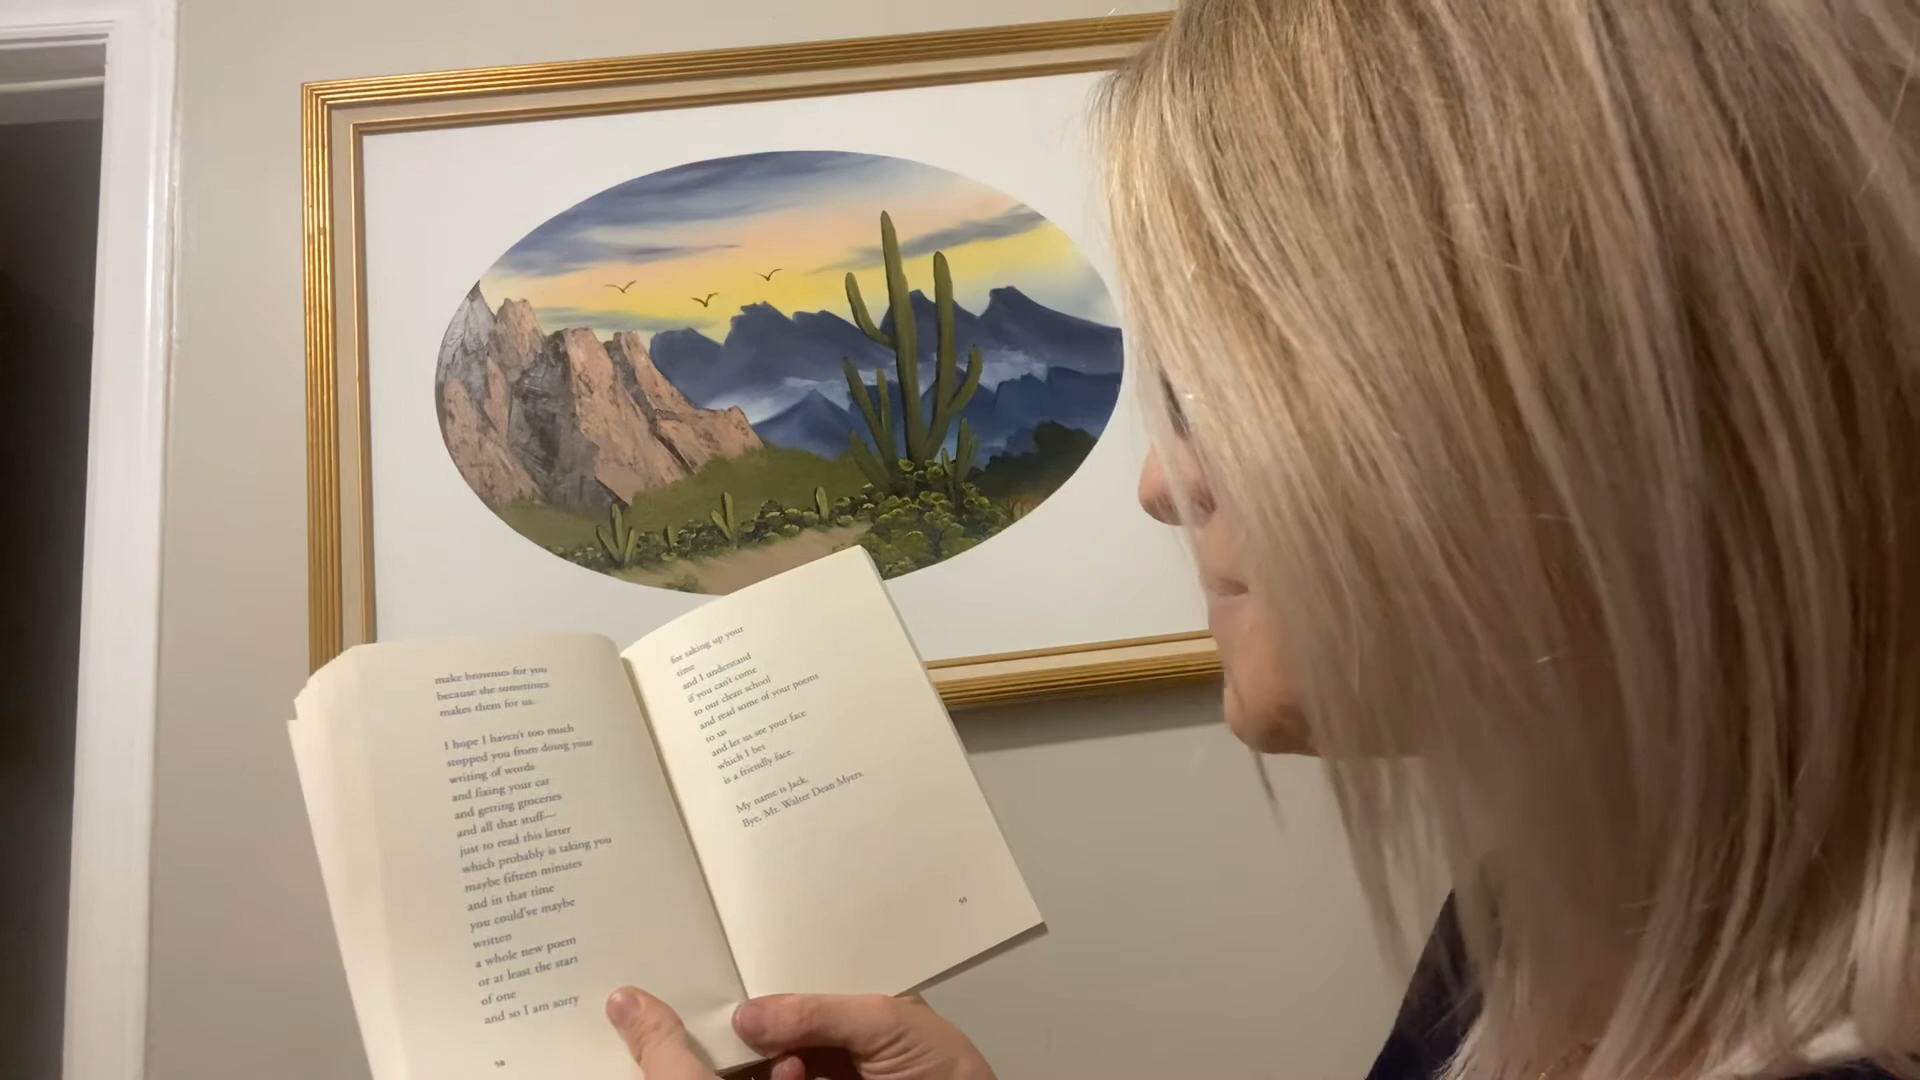 make brownies for you
because she sometimes
makes them for us.
I hope I haven't too much
stopped you from doing your
writing of words
and fixing your car
and getting groceries
and all that stuff—
just to read this letter
which probably is taking you
maybe fifteen minutes
and in that time
you could've maybe
written
a whole new poem
or at least the start
of one
and so I am sorry
58
for taking up your
time
and I understand
if you can't come
to our clean school
and read some of your poems
to us
and let us see your face
which I bet
is a friendly face.
My name is Jack.
Bye, Mr. Walter Dean Myers.
59